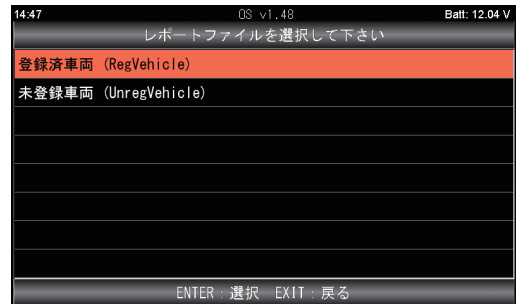 14:47 OS v1.48 Batt: 12.04 V
レポートファイルを選択して下さい
登録済車両 (RegVehicle)
未登録車両 (UnregVehicle)
ENTER：選択 EXIT：戻る